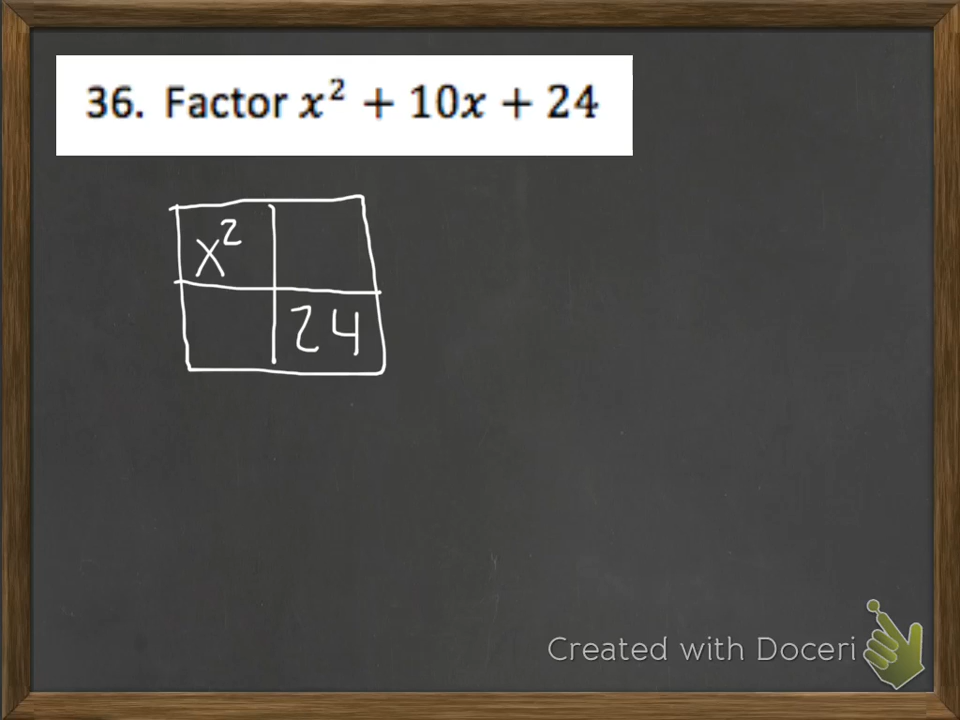 36. Factor x² + 10x + 24
x²
24
Created with Doceri